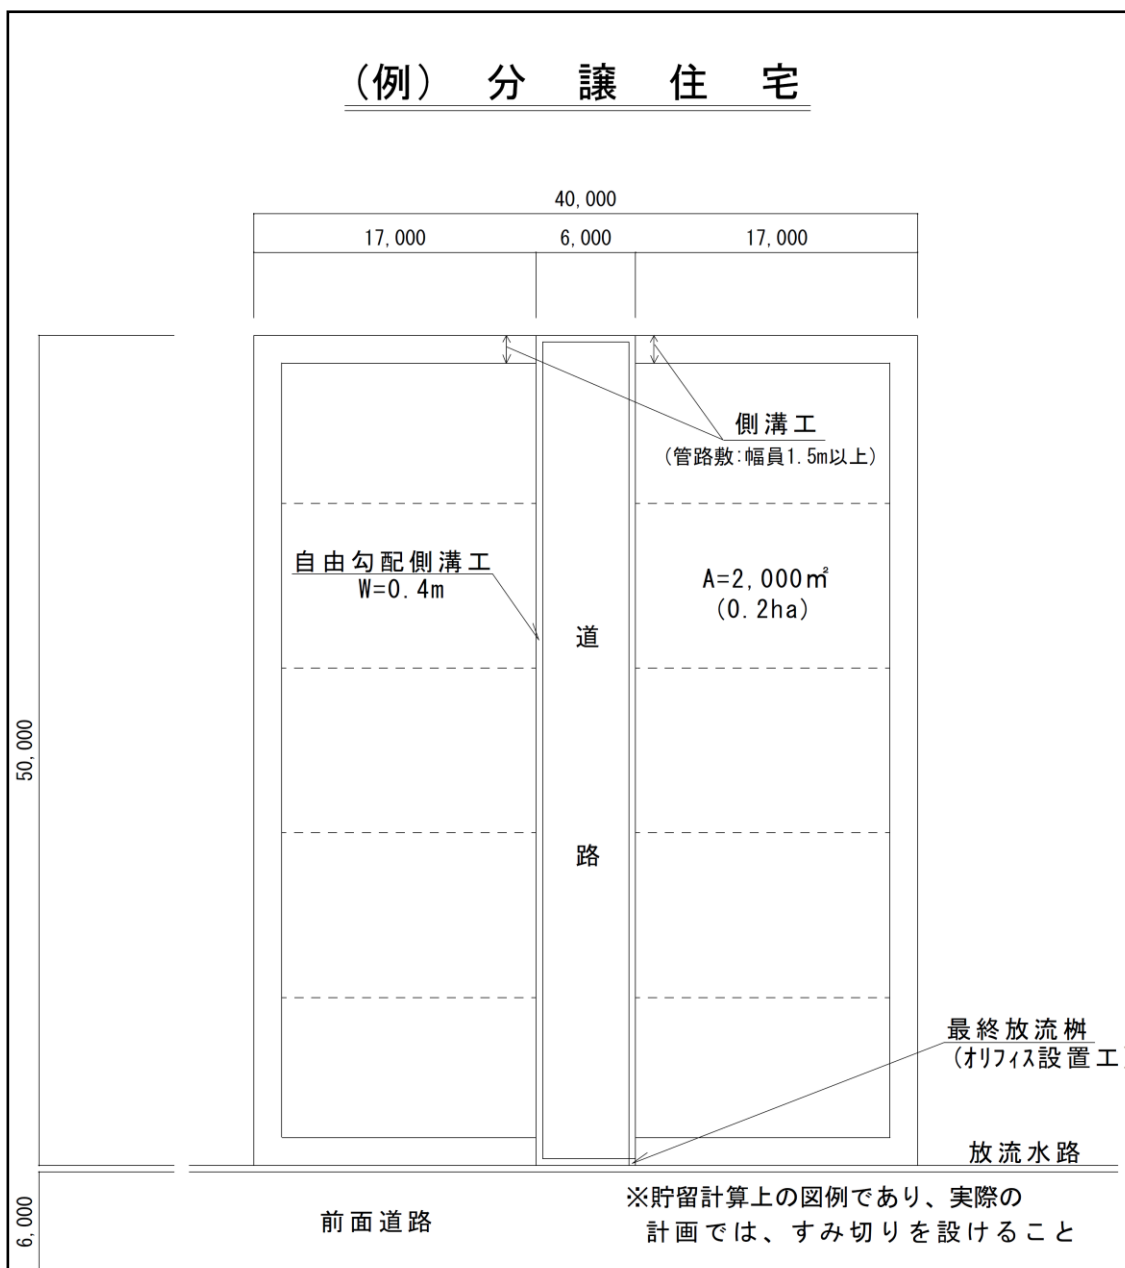 (例) 分譲住宅
40,000
17,000 6,000 17,000
側溝工
(管路敷:幅員1.5m以上)
自由勾配側溝工
W=0.4m
A=2,000㎡
(0.2ha)
道
路
50,000
最終放流桝
(オリフィス設置工)
放流水路
6,000
前面道路
※貯留計算上の図例であり、実際の
計画では、すみ切りを設けること